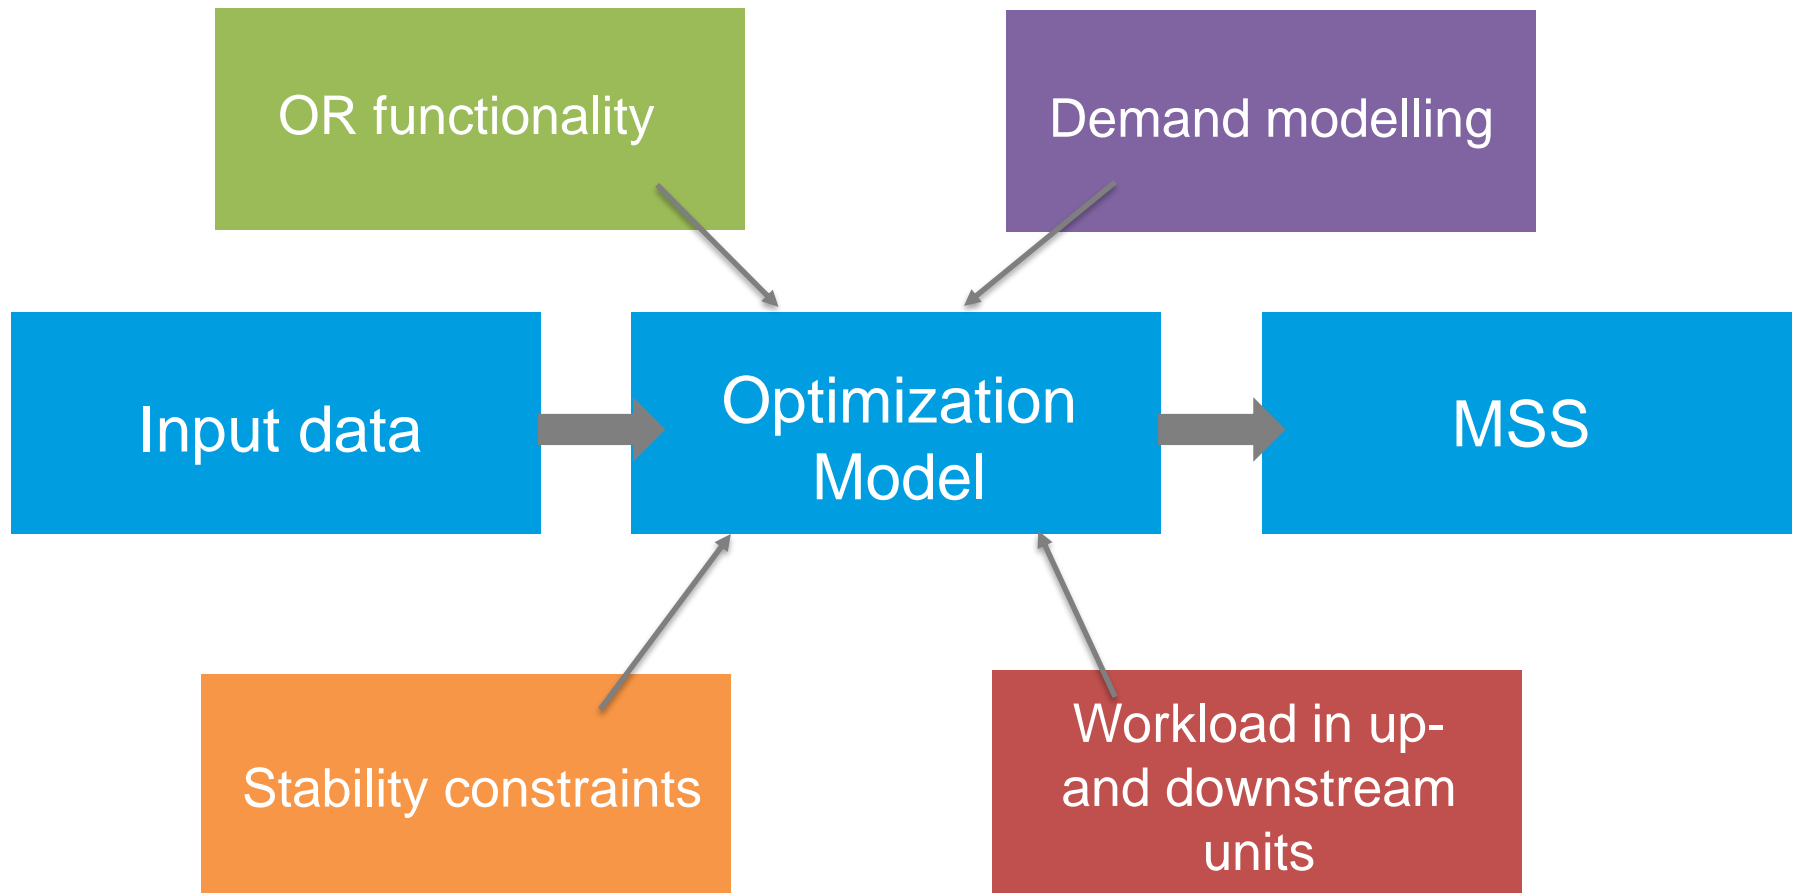 OR functionality
Demand modelling
Input data
Optimization
Model
MSS
Stability constraints
Workload in up-
and downstream
units